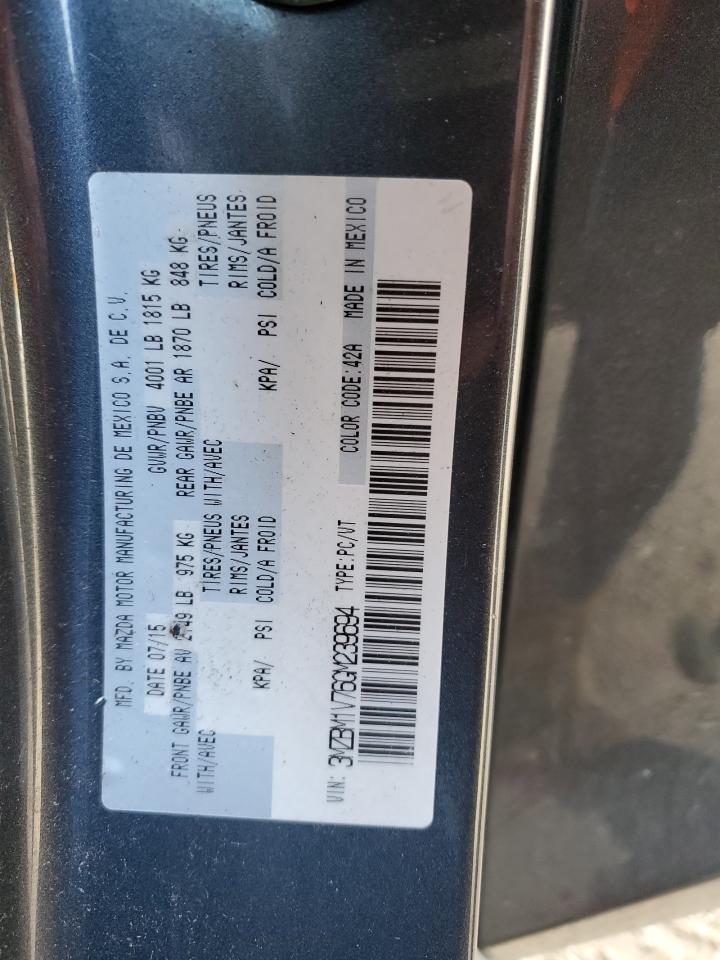 MFD. BY MAZDA MOTOR MANUFACTURING DE MEXICO S.A. DE C.V.
DATE 07/15 GVWR/PNBV 4001 LB 1815 KG
FRONT GAWR/PNBE AV 2149 LB 975 KG REAR GAWR/PNBE AR 1870 LB 848 KG
WITH/AVEC TIRES/PNEUS WITH/AVEC TIRES/PNEUS
RIMS/JANTES RIMS/JANTES
KPA/ PSI COLD/A FROID KPA/ PSI COLD/A FROID
VIN: 3MZBM1V76GM239694 TYPE:PC/VT COLOR CODE:42A MADE IN MEXICO